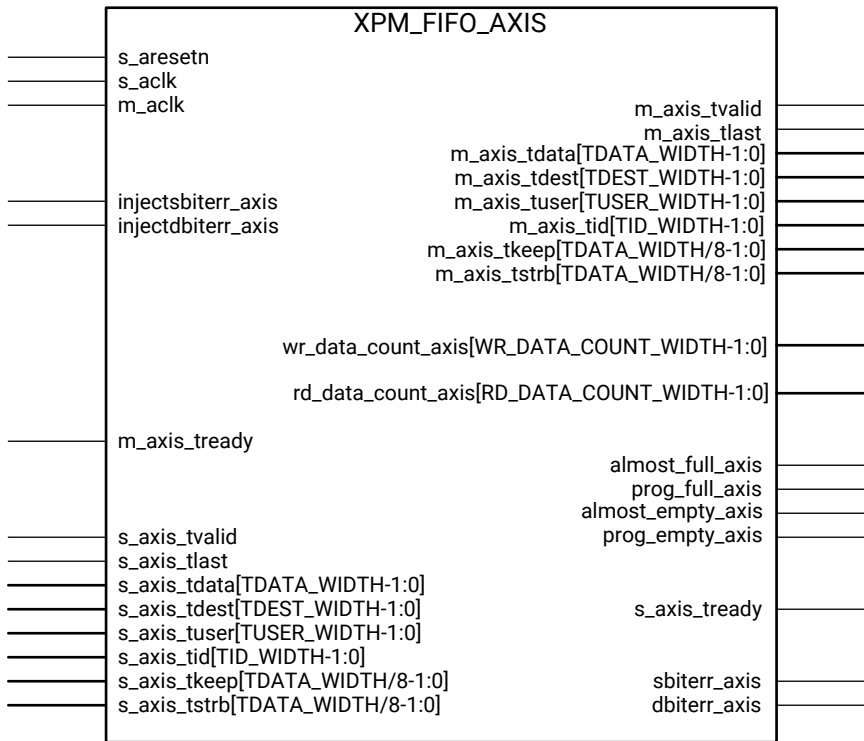 XPM_FIFO_AXIS
s_aresetn
s_aclk
m_aclk
m_axis_tvalid
m_axis_tlast
m_axis_tdata[TDATA_WIDTH-1:0]
m_axis_tdest[TDEST_WIDTH-1:0]
injectsbiterr_axis
m_axis_tuser[TUSER_WIDTH-1:0]
injectdbiterr_axis
m_axis_tid[TID_WIDTH-1:0]
m_axis_tkeep[TDATA_WIDTH/8-1:0]
m_axis_tstrb[TDATA_WIDTH/8-1:0]
wr_data_count_axis[WR_DATA_COUNT_WIDTH-1:0]
rd_data_count_axis[RD_DATA_COUNT_WIDTH-1:0]
m_axis_tready
almost_full_axis
prog_full_axis
almost_empty_axis
prog_empty_axis
s_axis_tvalid
s_axis_tlast
s_axis_tdata[TDATA_WIDTH-1:0]
s_axis_tdest[TDEST_WIDTH-1:0]
s_axis_tready
s_axis_tuser[TUSER_WIDTH-1:0]
s_axis_tid[TID_WIDTH-1:0]
s_axis_tkeep[TDATA_WIDTH/8-1:0]
sbiterr_axis
s_axis_tstrb[TDATA_WIDTH/8-1:0]
dbiterr_axis